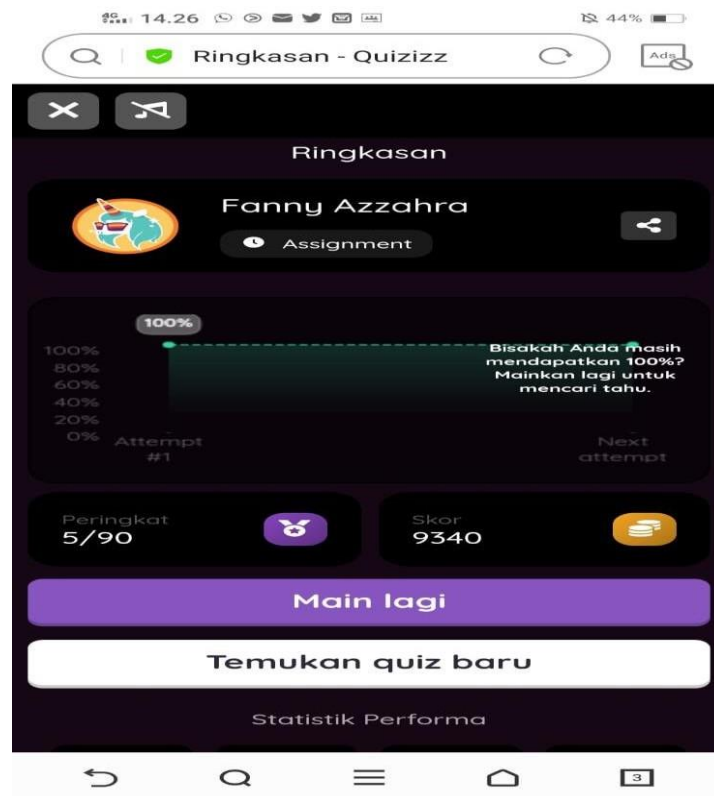 4G 14.26 44%
Ringkasan - Quizizz
Ads
Ringkasan
Fanny Azzahra
Assignment
100%
100%
80%
60%
40%
20%
0%
Bisakah Anda masih
mendapatkan 100%?
Mainkan lagi untuk
mencari tahu.
Attempt
#1
Next
attempt
Peringkat
5/90
Skor
9340
Main lagi
Temukan quiz baru
Statistik Performa
3